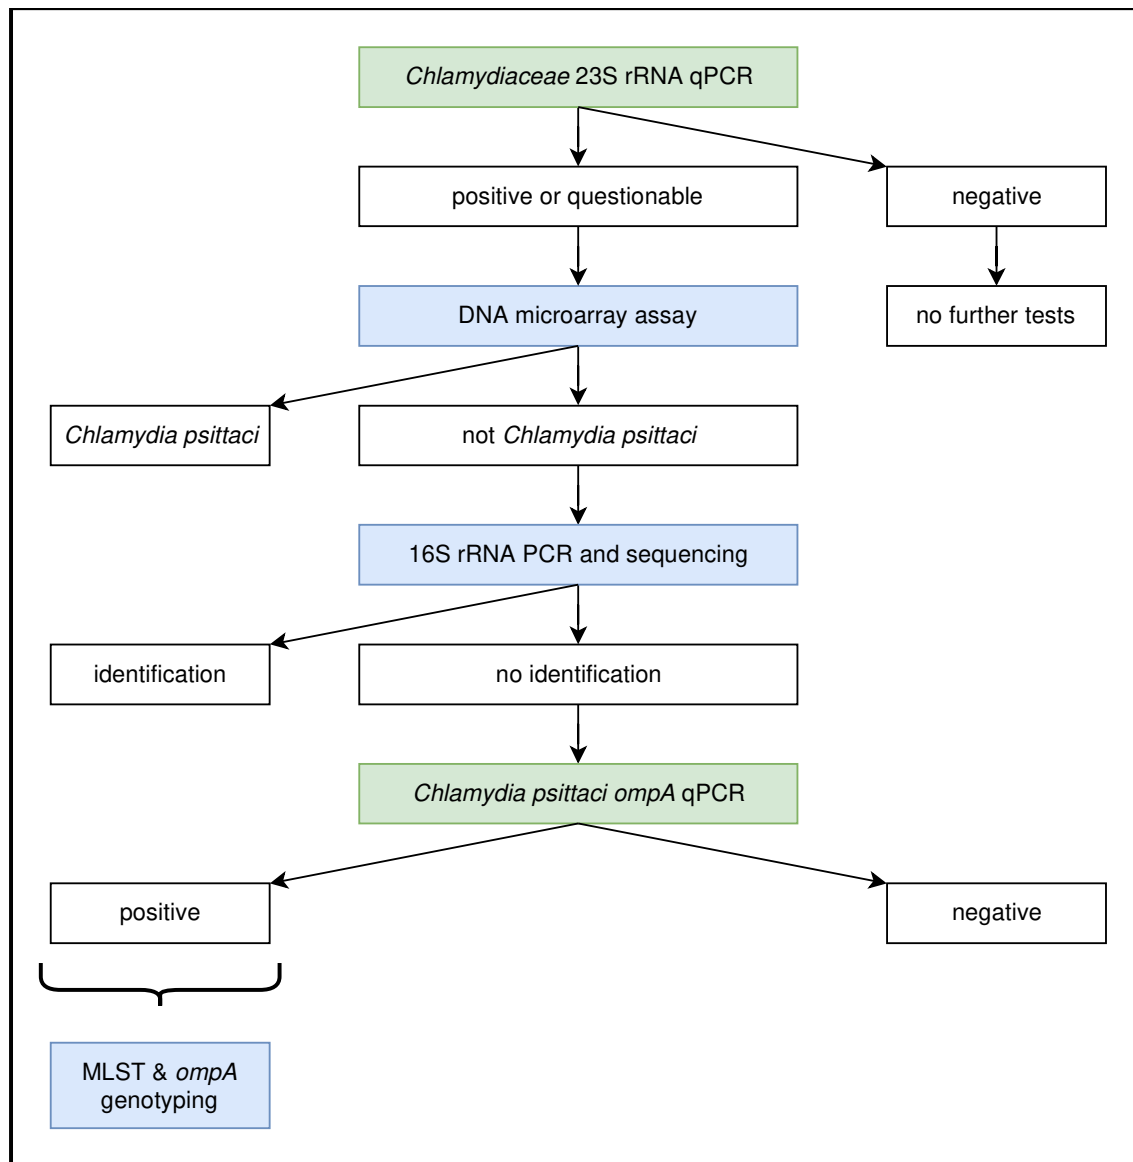 Chlamydiaceae 23S rRNA qPCR
positive or questionable
negative
DNA microarray assay
no further tests
Chlamydia psittaci
not Chlamydia psittaci
16S rRNA PCR and sequencing
identification
no identification
Chlamydia psittaci ompA qPCR
positive
negative
MLST & ompA
genotyping